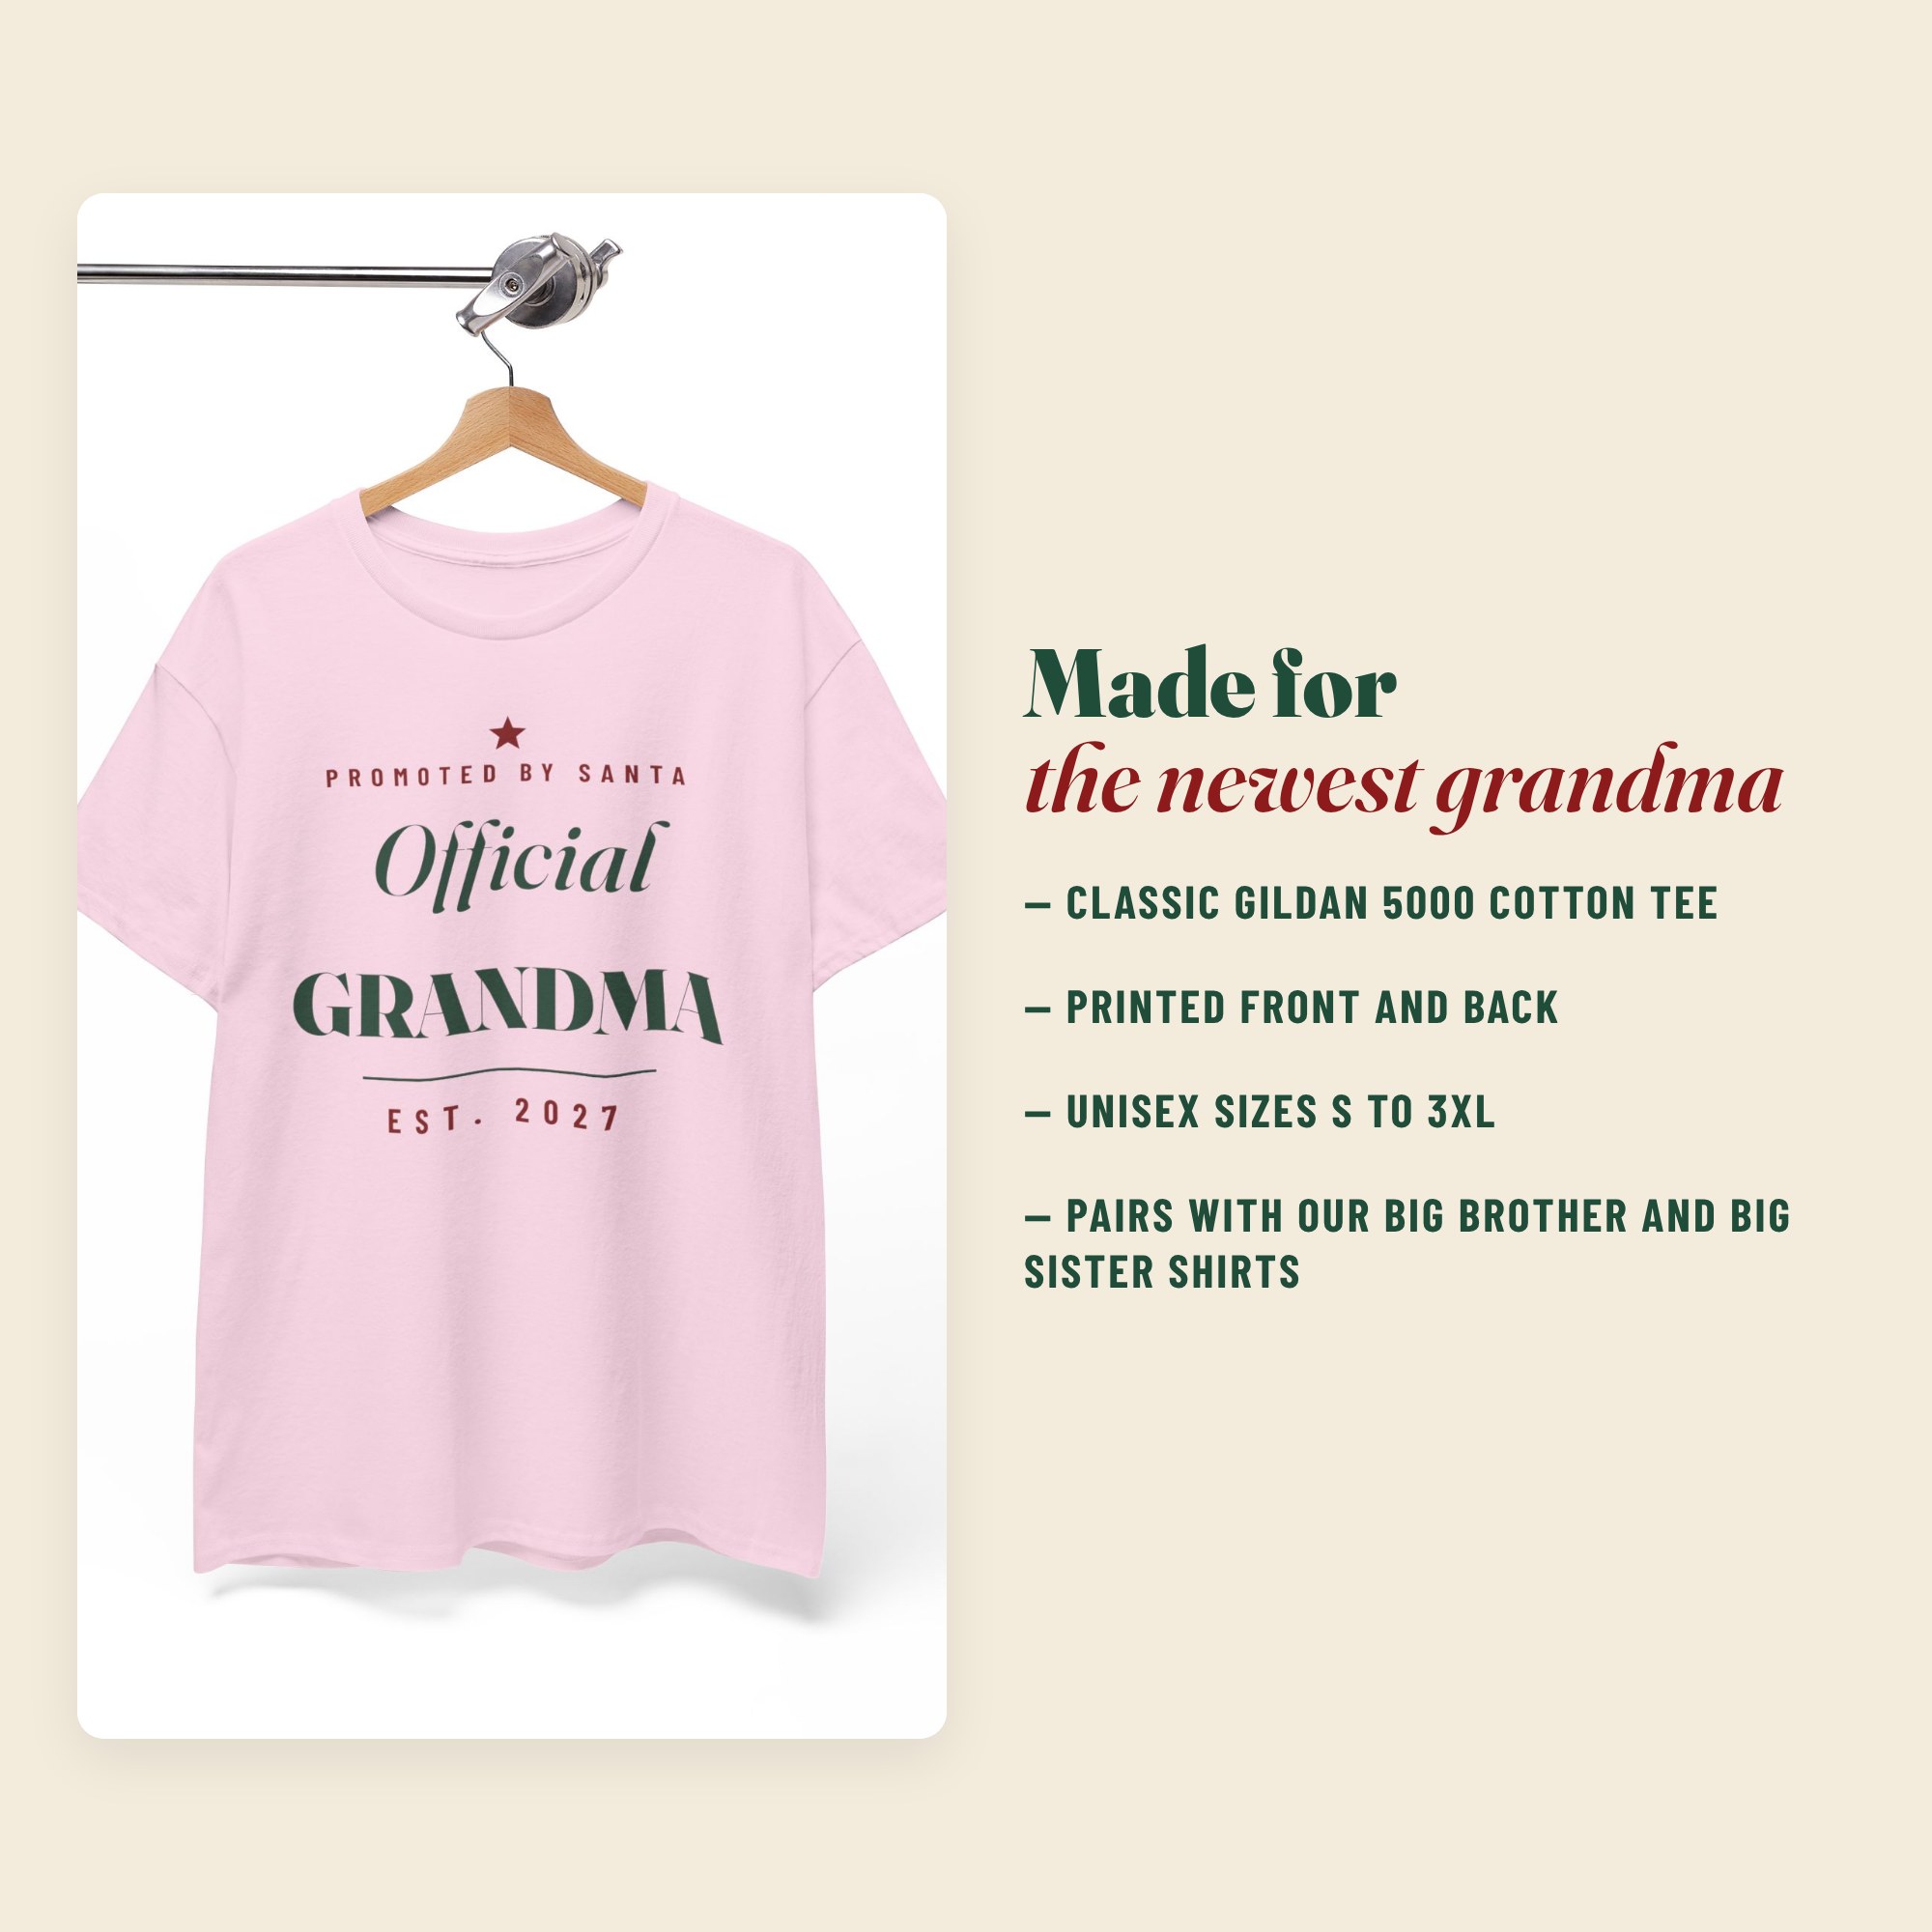 PROMOTED BY SANTA
Official
GRANDMA
EST. 2027
Made for
the newest grandma
– CLASSIC GILDAN 5000 COTTON TEE
– PRINTED FRONT AND BACK
– UNISEX SIZES S TO 3XL
– PAIRS WITH OUR BIG BROTHER AND BIG
SISTER SHIRTS